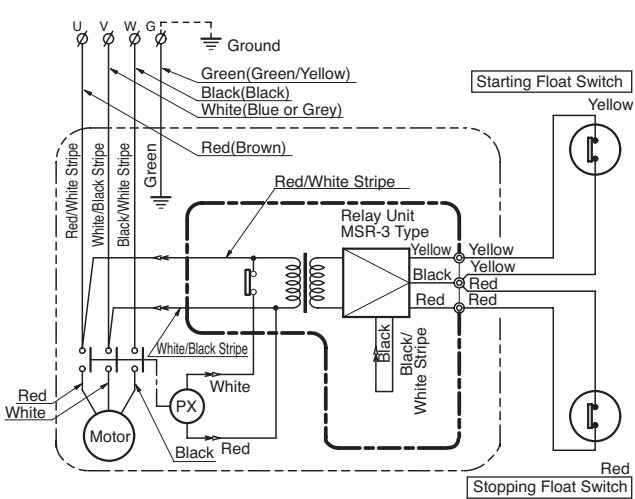 U V W G
Ground
Green(Green/Yellow)
Black(Black)
White(Blue or Grey)
Red(Brown)
Starting Float Switch
Yellow
Red/White Stripe
White/Black Stripe
Black/White Stripe
Green
Red/White Stripe
Relay Unit
MSR-3 Type
Yellow
Yellow
Black
Yellow
Red
Red
Red
White/Black Stripe
Black
Black/
White Stripe
White
Red
White
PX
Motor
Black
Red
Red
Stopping Float Switch